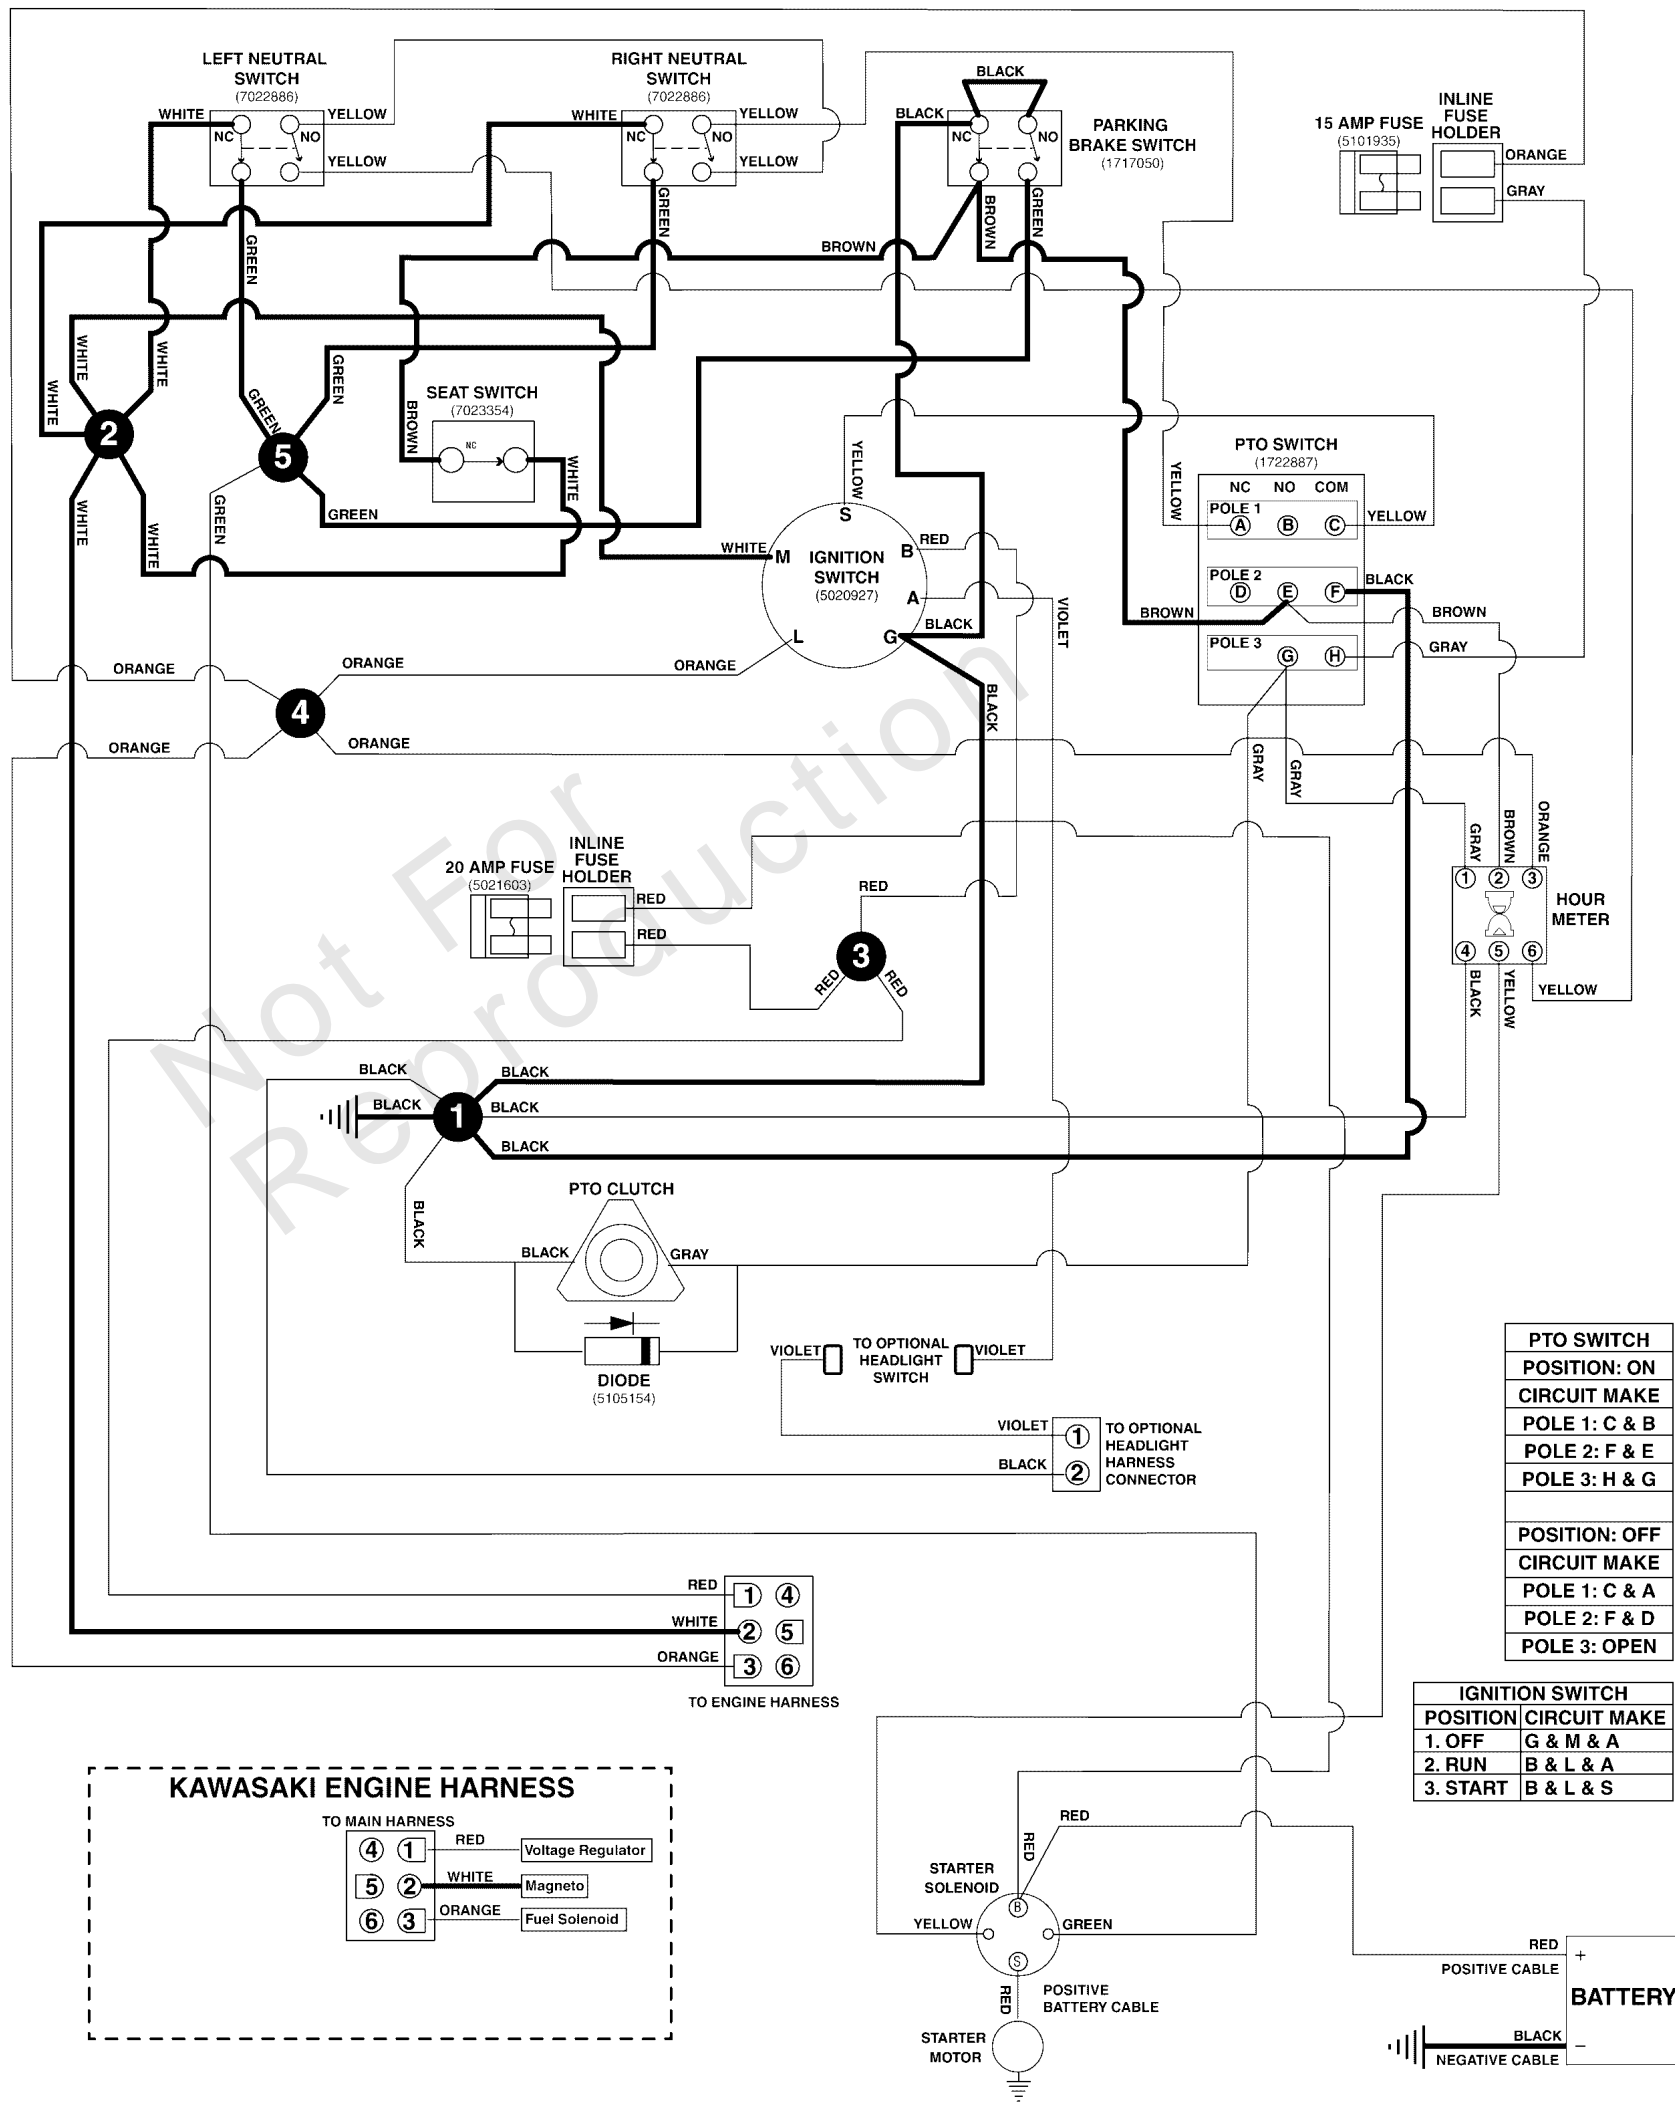 LEFT NEUTRAL
SWITCH
(7022886)
WHITE
NC
NO
YELLOW
YELLOW
RIGHT NEUTRAL
SWITCH
(7022886)
WHITE
NC
NO
YELLOW
YELLOW
BLACK
BLACK
NC
NO
PARKING
BRAKE SWITCH
(1717050)
15 AMP FUSE
(5101935)
INLINE
FUSE
HOLDER
ORANGE
GRAY
GREEN
GREEN
BROWN
BROWN
GREEN
WHITE
WHITE
WHITE
GREEN
GREEN
2
5
WHITE
WHITE
GREEN
GREEN
BROWN
SEAT SWITCH
(7023354)
NC
WHITE
YELLOW
S
WHITE
M
IGNITION
SWITCH
(5020927)
B
RED
A
VIOLET
L
G
BLACK
BLACK
YELLOW
PTO SWITCH
(1722887)
NC NO COM
POLE 1
A B C
YELLOW
POLE 2
D E F
BLACK
BROWN
BROWN
POLE 3
G H
GRAY
ORANGE
ORANGE
ORANGE
4
ORANGE
ORANGE
GRAY
GRAY
GRAY
BROWN
ORANGE
1 2 3
HOUR
METER
4 5 6
BLACK
YELLOW
YELLOW
20 AMP FUSE
(5021603)
INLINE
FUSE
HOLDER
RED
RED
RED
3
RED
RED
Not For
Reproduction
BLACK
BLACK
BLACK
1
BLACK
BLACK
BLACK
PTO CLUTCH
BLACK
GRAY
DIODE
(5105154)
VIOLET
TO OPTIONAL
HEADLIGHT
SWITCH
VIOLET
VIOLET
1
BLACK
2
TO OPTIONAL
HEADLIGHT
HARNESS
CONNECTOR
PTO SWITCH
POSITION: ON
CIRCUIT MAKE
POLE 1: C & B
POLE 2: F & E
POLE 3: H & G
POSITION: OFF
CIRCUIT MAKE
POLE 1: C & A
POLE 2: F & D
POLE 3: OPEN
RED
1 4
WHITE
2 5
ORANGE
3 6
TO ENGINE HARNESS
IGNITION SWITCH
POSITION CIRCUIT MAKE
1. OFF G & M & A
2. RUN B & L & A
3. START B & L & S
KAWASAKI ENGINE HARNESS
TO MAIN HARNESS
4 1 RED Voltage Regulator
5 2 WHITE Magneto
6 3 ORANGE Fuel Solenoid
RED
RED
STARTER
SOLENOID
B
YELLOW
GREEN
S
RED
POSITIVE
BATTERY CABLE
STARTER
MOTOR
RED
POSITIVE CABLE
+
BATTERY
BLACK
NEGATIVE CABLE
−